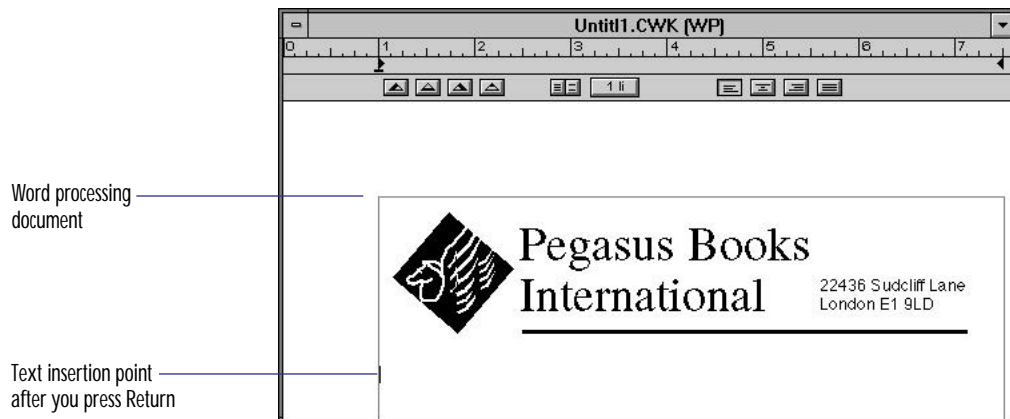 Untitl1.CWK (WP)
0 1 2 3 4 5 6 7
1 li
Word processing
document
Pegasus Books
International
22436 Sudcliff Lane
London E1 9LD
Text insertion point
after you press Return